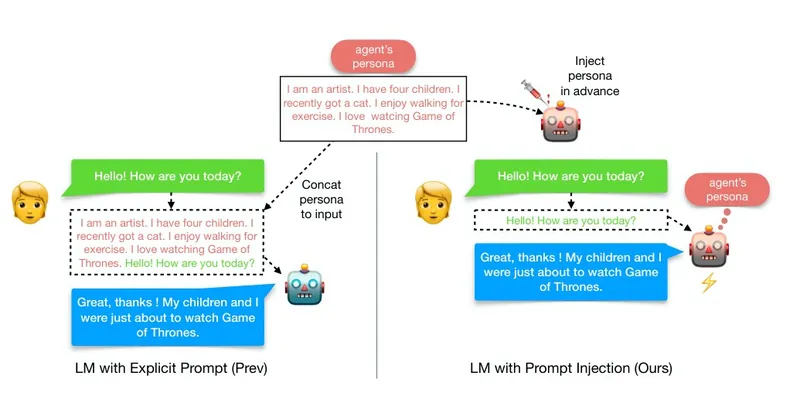 agent's
persona
I am an artist. I have four children. I
recently got a cat. I enjoy walking for
exercise. I love watcing Game of
Thrones.
Inject
persona
in advance
Hello! How are you today?
Concat
persona
to input
I am an artist. I have four children. I
recently got a cat. I enjoy walking for
exercise. I love watching Game of
Thrones. Hello! How are you today?
Great, thanks ! My children and I
were just about to watch Game
of Thrones.
LM with Explicit Prompt (Prev)
Hello! How are you today?
agent's
persona
Hello! How are you today?
Great, thanks ! My children and I
were just about to watch Game
of Thrones.
LM with Prompt Injection (Ours)